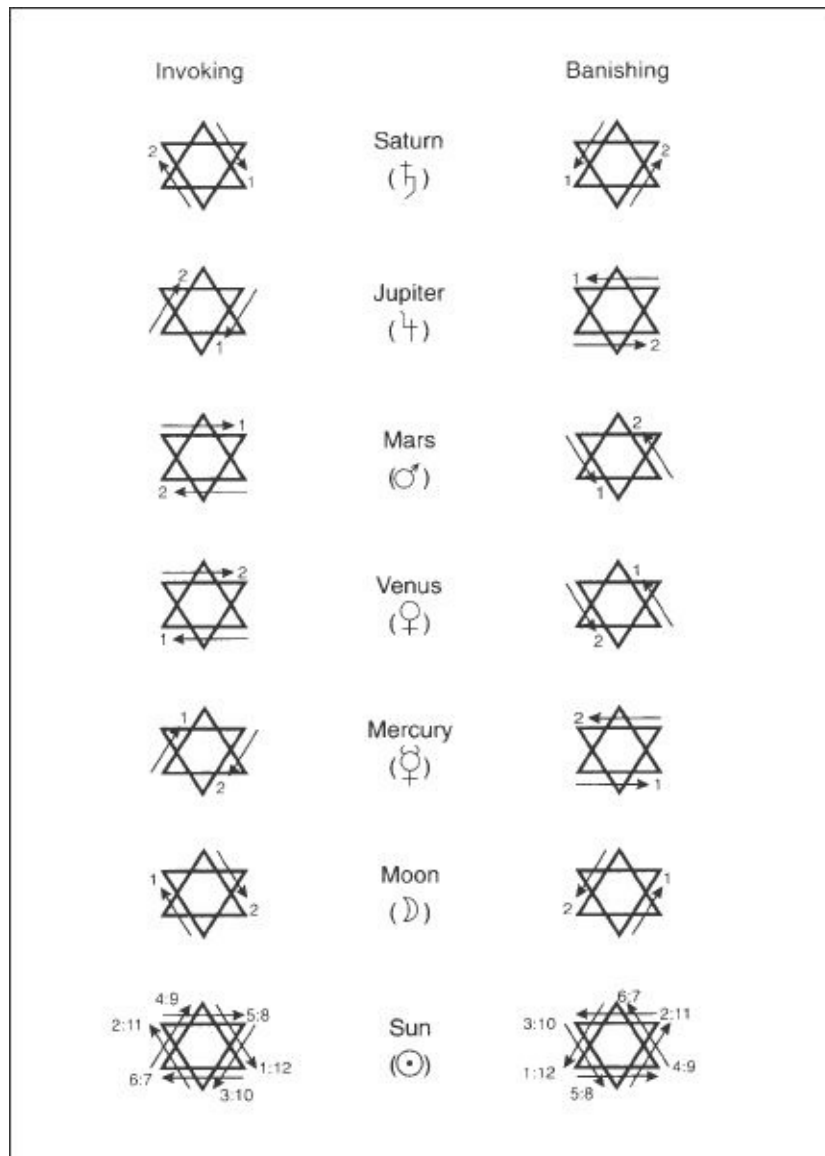 Invoking Banishing
2 1 Saturn 1 2
(♄)
2 1 Jupiter 1 2
(♃)
1 2 Mars 2 1
(♂)
2 1 Venus 1 2
(♀)
1 2 Mercury 2 1
(☿)
1 2 Moon 2 1
(☽)
4:9 6:7
2:11 5:8 3:10 2:11
Sun
(☉)
6:7 1:12 1:12 4:9
3:10 5:8